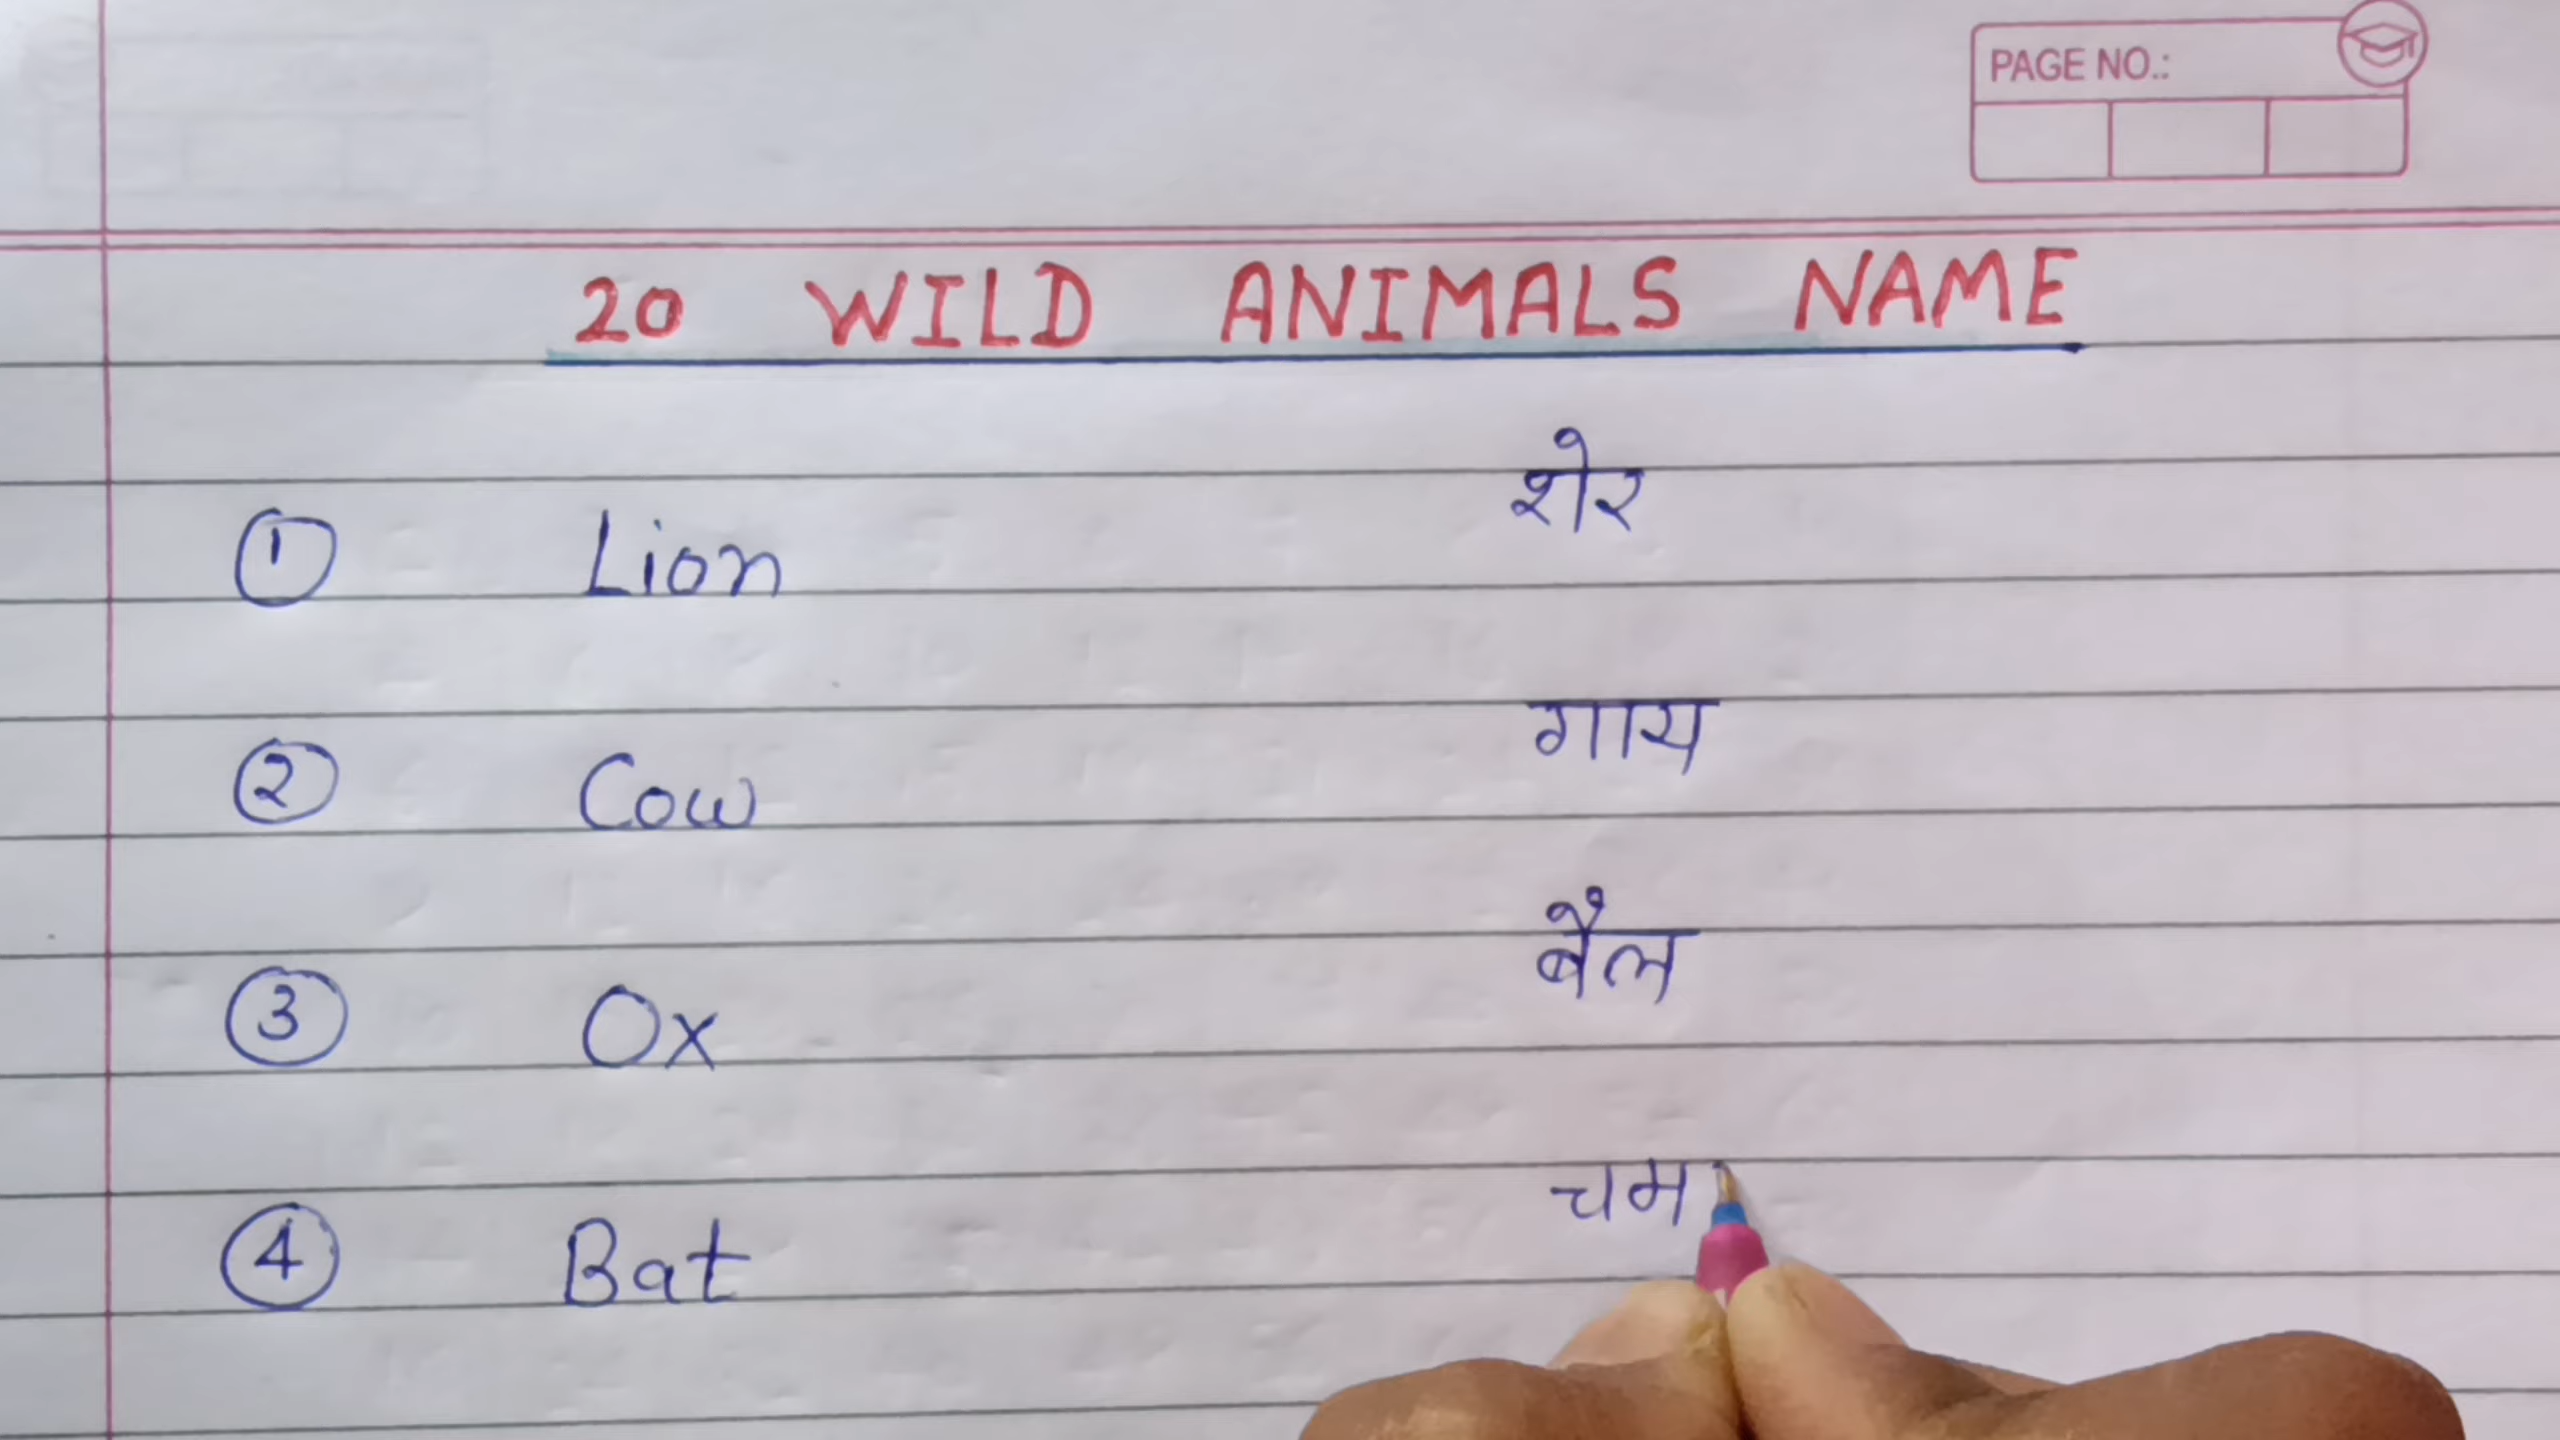 PAGE NO.:
20 WILD ANIMALS NAME
① Lion शेर
② Cow गाय
③ Ox बैल
④ Bat चम